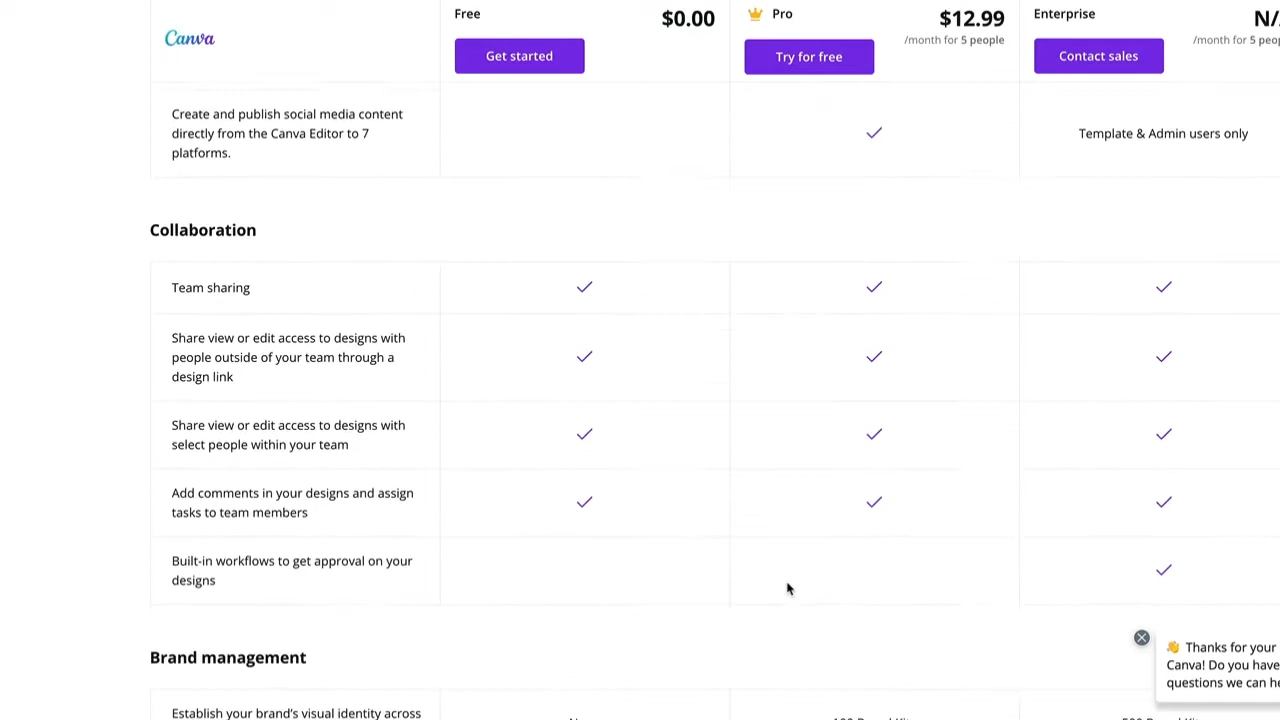 Canva
Free
$0.00
Get started
Pro
$12.99
/month for 5 people
Try for free
Enterprise
N/
/month for 5 peop
Contact sales
Create and publish social media content
directly from the Canva Editor to 7
platforms.
Template & Admin users only
Collaboration
Team sharing
Share view or edit access to designs with
people outside of your team through a
design link
Share view or edit access to designs with
select people within your team
Add comments in your designs and assign
tasks to team members
Built-in workflows to get approval on your
designs
Brand management
Establish your brand's visual identity across
👋 Thanks for your
Canva! Do you have
questions we can he